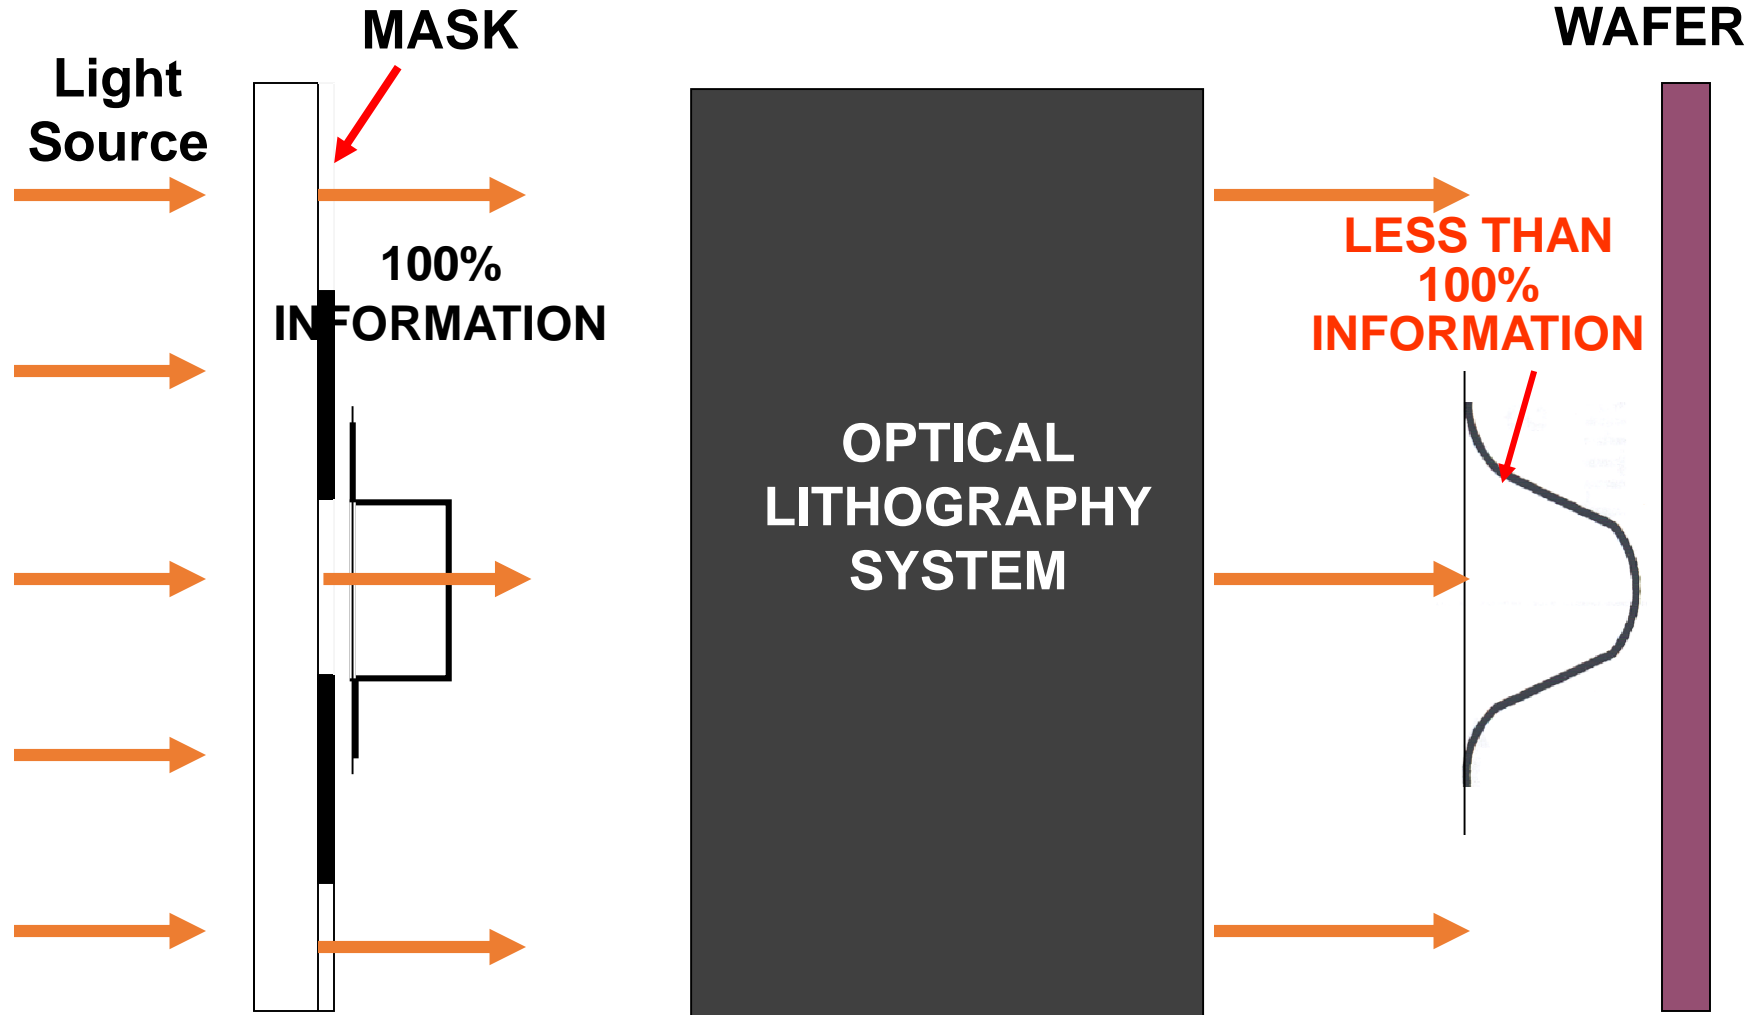 MASK
WAFER
Light
Source
100%
INFORMATION
LESS THAN
100%
INFORMATION
OPTICAL
LITHOGRAPHY
SYSTEM